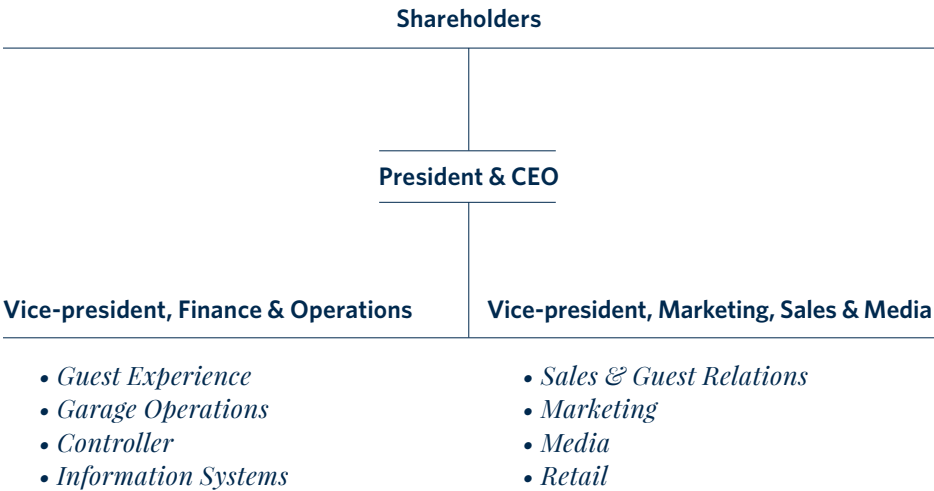 Shareholders
President & CEO
Vice-president, Finance & Operations
Vice-president, Marketing, Sales & Media
• Guest Experience
• Garage Operations
• Controller
• Information Systems
• Sales & Guest Relations
• Marketing
• Media
• Retail